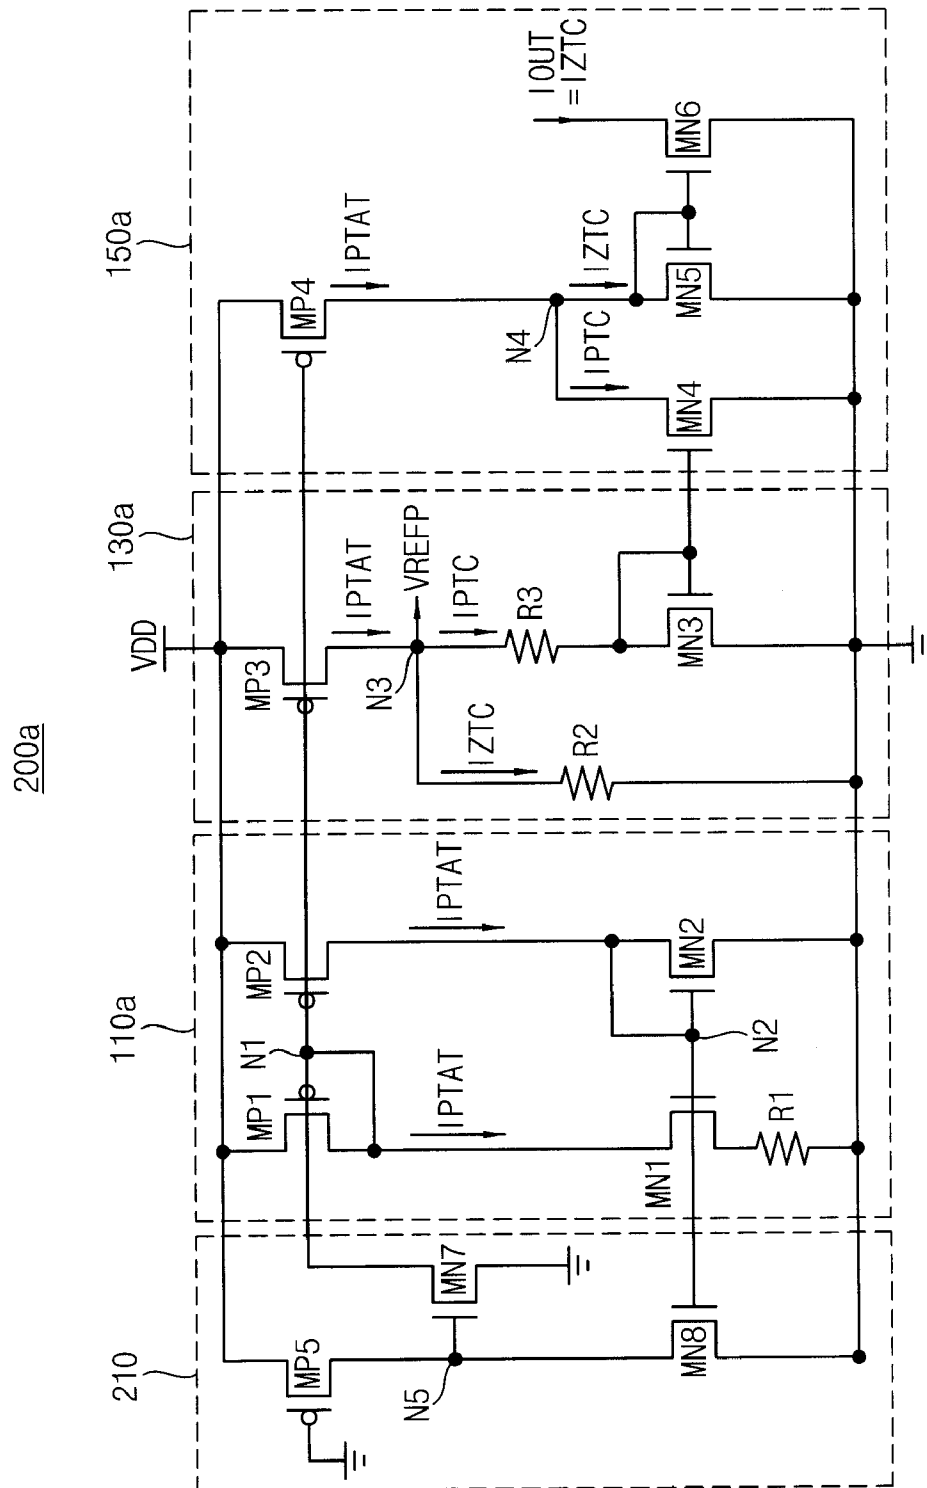 200a
210
110a
130a
150a
VDD
MP5
N5
MN7
MN8
MP1
N1
MP2
IPTAT
IPTAT
MN1
R1
N2
MN2
MP3
IPTAT
N3
VREFP
IZTC
IPTC
R2
R3
MN3
MP4
IPTAT
N4
IPTC
IZTC
MN4
MN5
IOUT
=IZTC
MN6